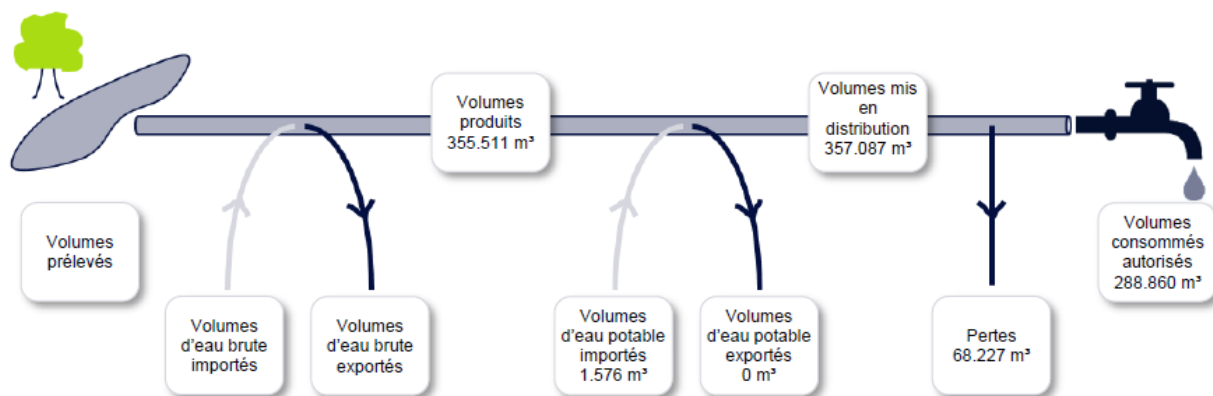 Volumes
prélevés
Volumes
d'eau brute
importés
Volumes
d'eau brute
exportés
Volumes
produits
355.511 m³
Volumes
d'eau potable
importés
1.576 m³
Volumes
d'eau potable
exportés
0 m³
Volumes mis
en
distribution
357.087 m³
Pertes
68.227 m³
Volumes
consommés
autorisés
288.860 m³